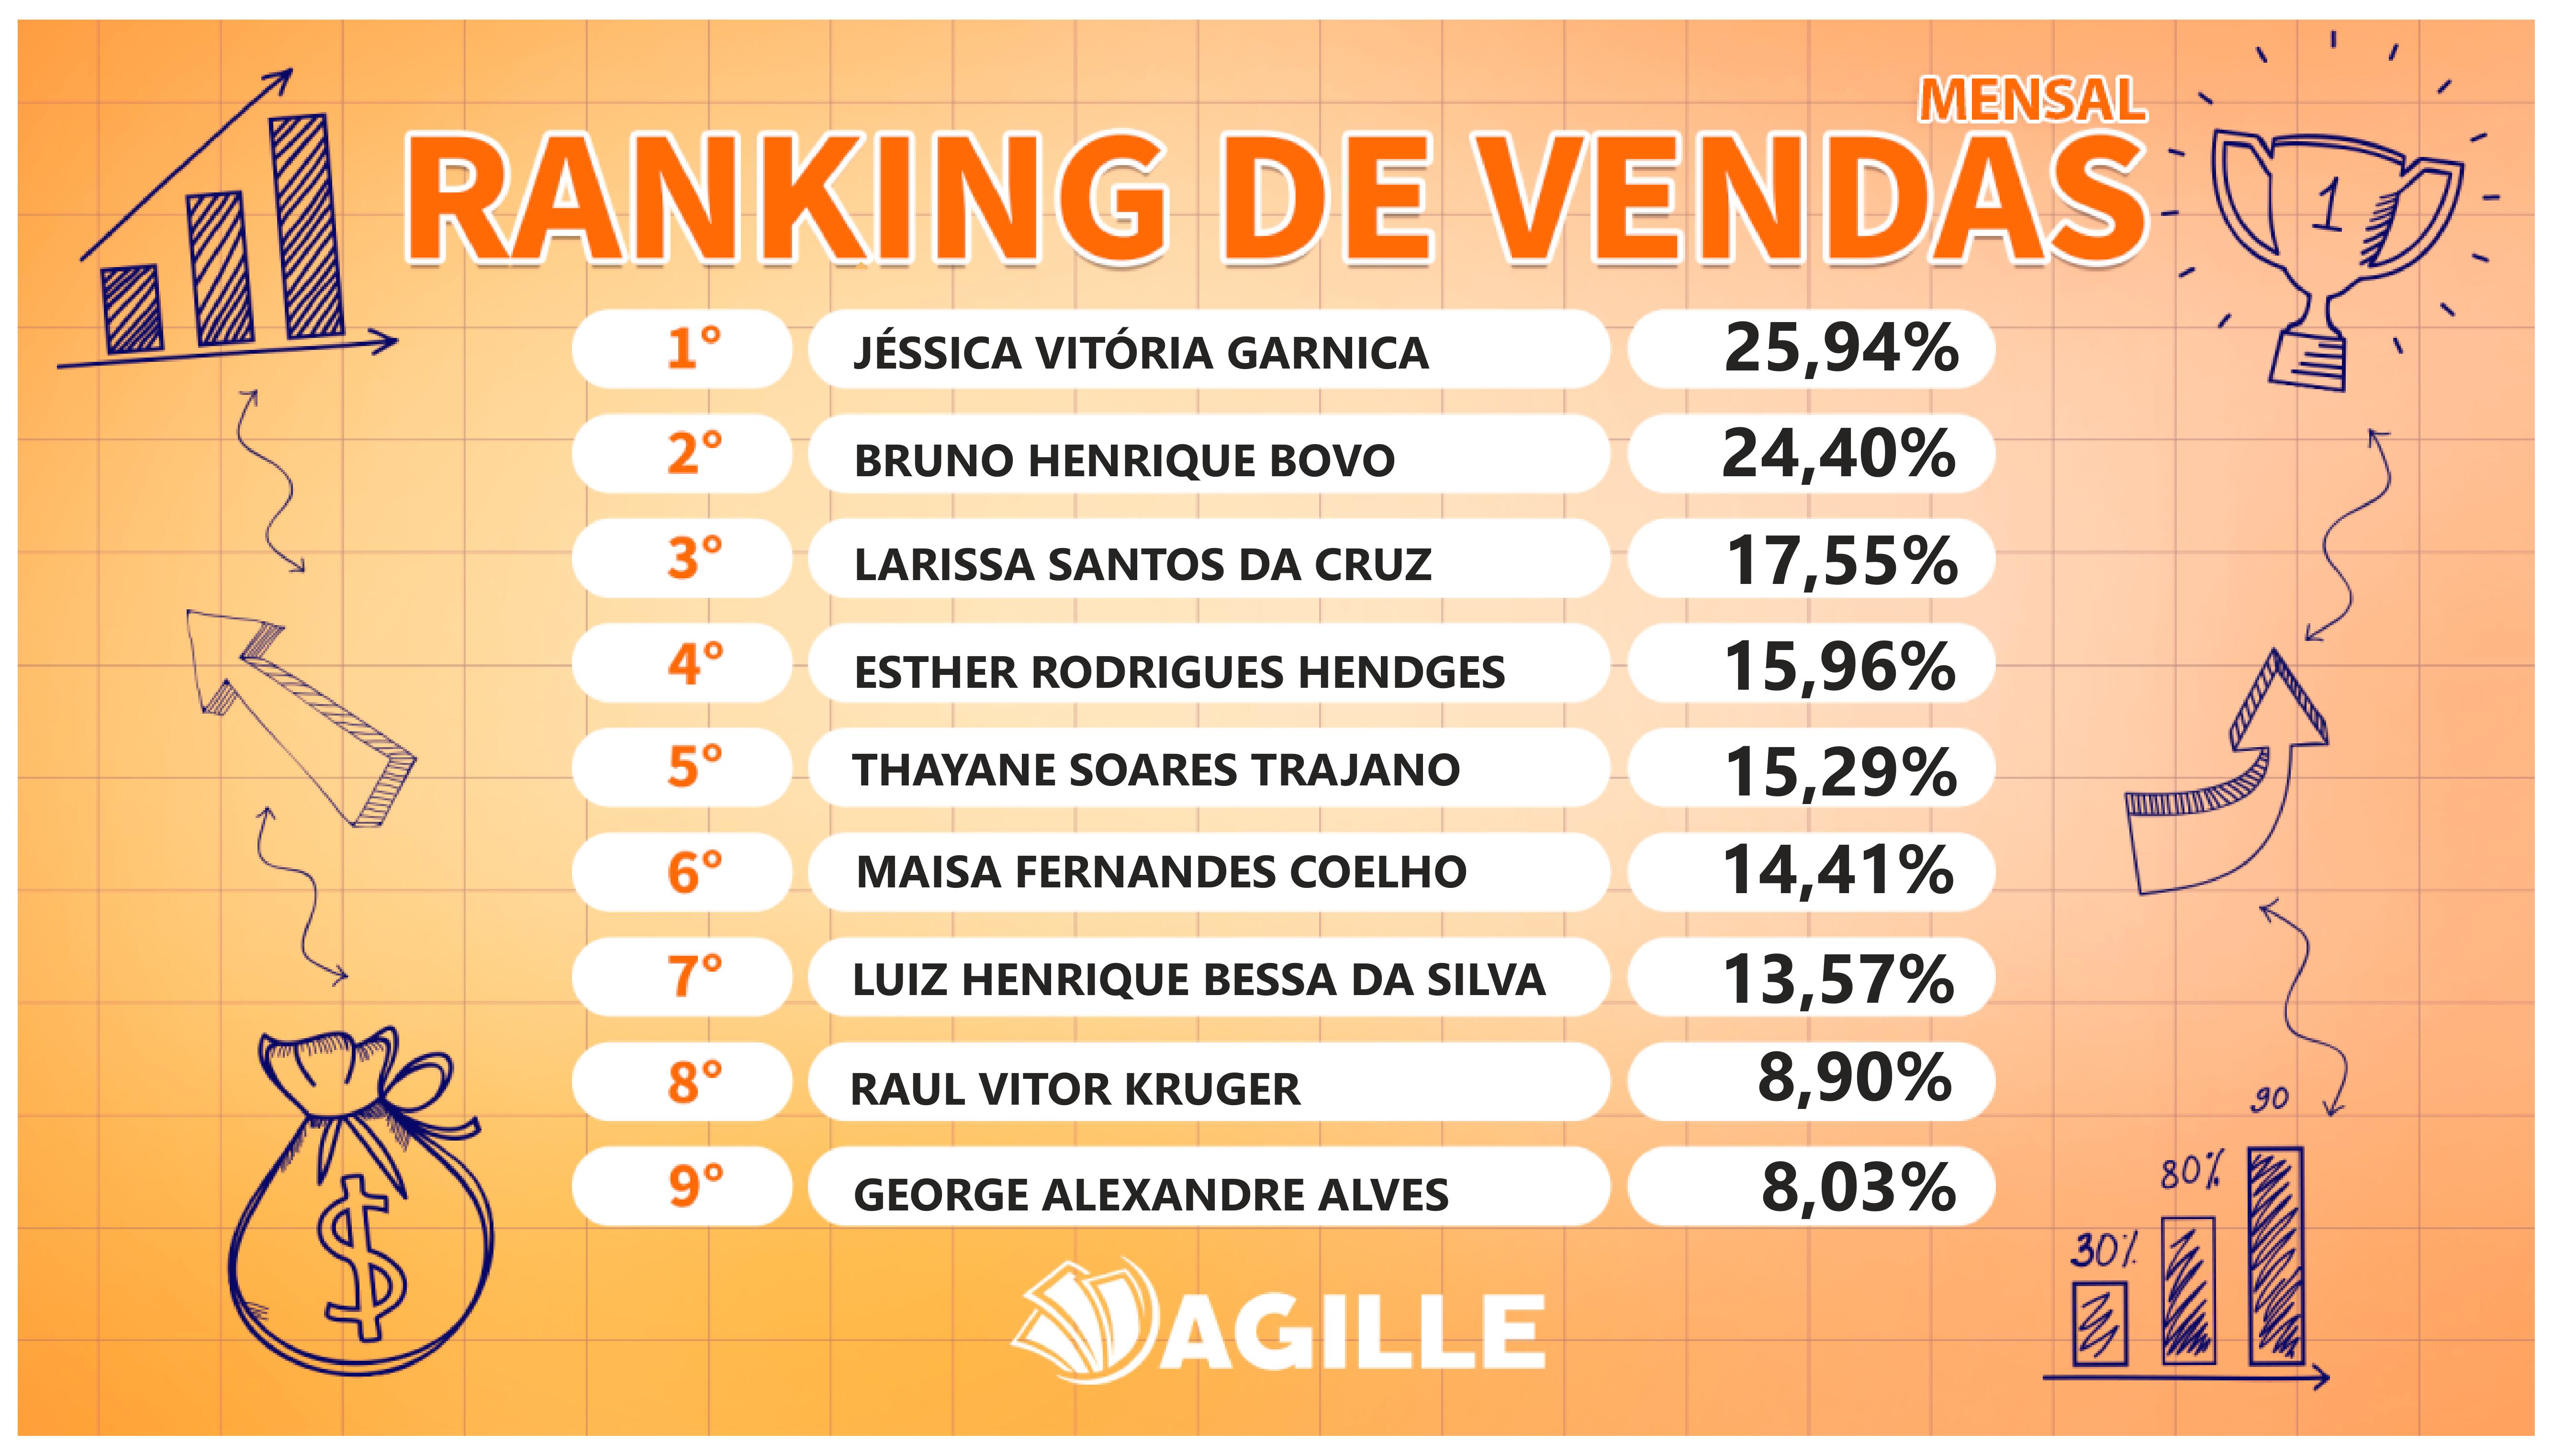 MENSAL
RANKING DE VENDAS
1
1° JÉSSICA VITÓRIA GARNICA 25,94%
2° BRUNO HENRIQUE BOVO 24,40%
3° LARISSA SANTOS DA CRUZ 17,55%
4° ESTHER RODRIGUES HENDGES 15,96%
5° THAYANE SOARES TRAJANO 15,29%
6° MAISA FERNANDES COELHO 14,41%
7° LUIZ HENRIQUE BESSA DA SILVA 13,57%
8° RAUL VITOR KRUGER 8,90%
9° GEORGE ALEXANDRE ALVES 8,03%
$
90
80%
30%
AGILLE